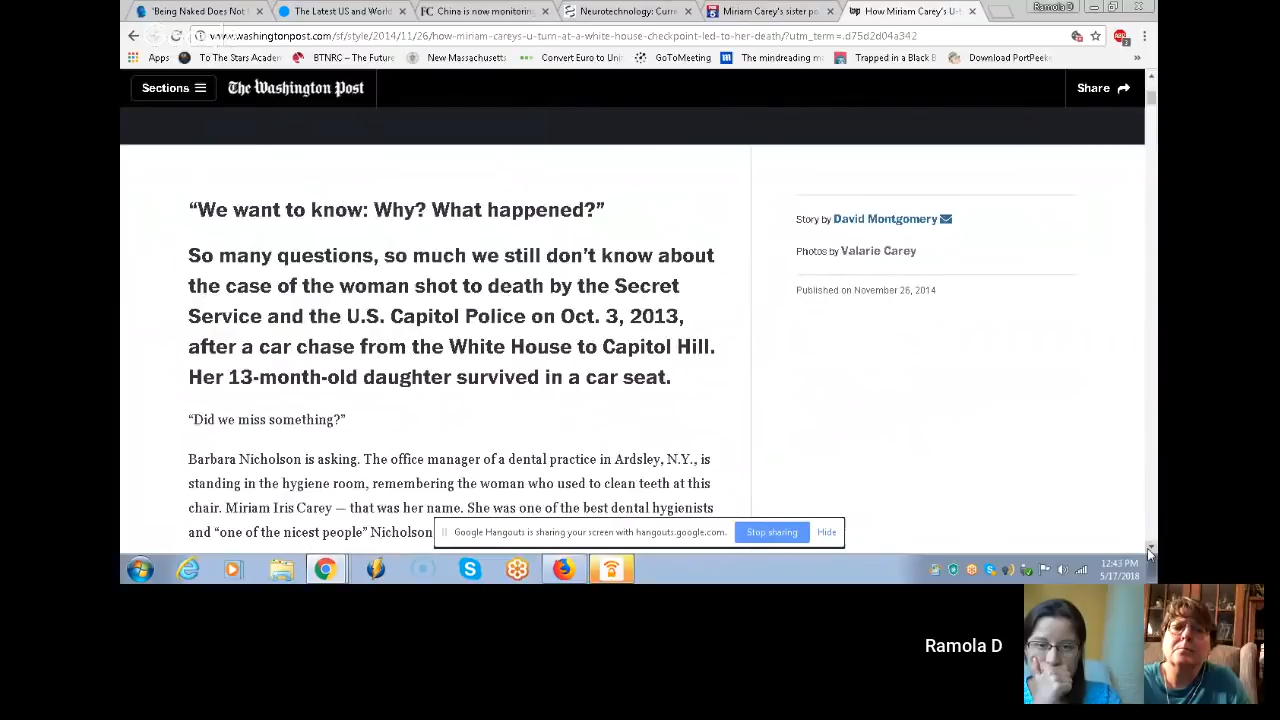 "Being Naked Does Not
The Latest US and World
China is now monitoring
Neurotechnology: Curre
Miriam Carey's sister po
How Miriam Carey's U-t
Ramola D
www.washingtonpost.com/sf/style/2014/11/26/how-miriam-careys-u-turn-at-a-white-house-checkpoint-led-to-her-death/?utm_term=.d75d2d04a342
Apps
To The Stars Academ
BTNRC – The Future
New Massachusetts
Convert Euro to Unit
GoToMeeting
The mindreading ma
Trapped in a Black B
Download PortPeeke
»
Sections
The Washington Post
Share
“We want to know: Why? What happened?”
So many questions, so much we still don’t know about
the case of the woman shot to death by the Secret
Service and the U.S. Capitol Police on Oct. 3, 2013,
after a car chase from the White House to Capitol Hill.
Her 13-month-old daughter survived in a car seat.
“Did we miss something?”
Barbara Nicholson is asking. The office manager of a dental practice in Ardsley, N.Y., is
standing in the hygiene room, remembering the woman who used to clean teeth at this
chair. Miriam Iris Carey — that was her name. She was one of the best dental hygienists
and “one of the nicest people” Nicholson
Story by David Montgomery
Photos by Valarie Carey
Published on November 26, 2014
Google Hangouts is sharing your screen with hangouts.google.com.
Stop sharing
Hide
12:43 PM
5/17/2018
Ramola D